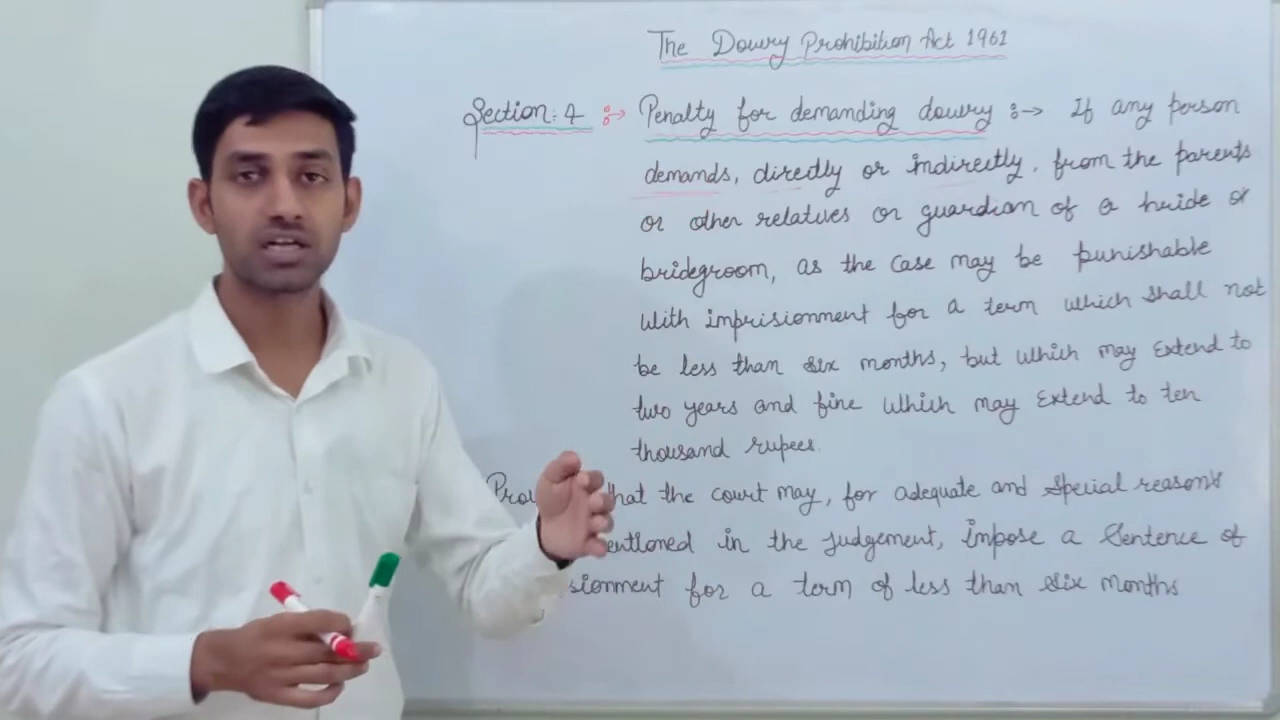 The Dowry Prohibition Act 1961
Section: 4 :→ Penalty for demanding dowry :→ If any person
demands, directly or indirectly, from the parents
or other relatives or guardian of a bride or
bridegroom, as the case may be punishable
With imprisionment for a term which shall not
be less than six months, but which may Extend to
two years and fine which may Extend to ten
thousand rupees.
that the court may, for adequate and special reason's
in the judgement, impose a Sentence of
for a term of less than six months